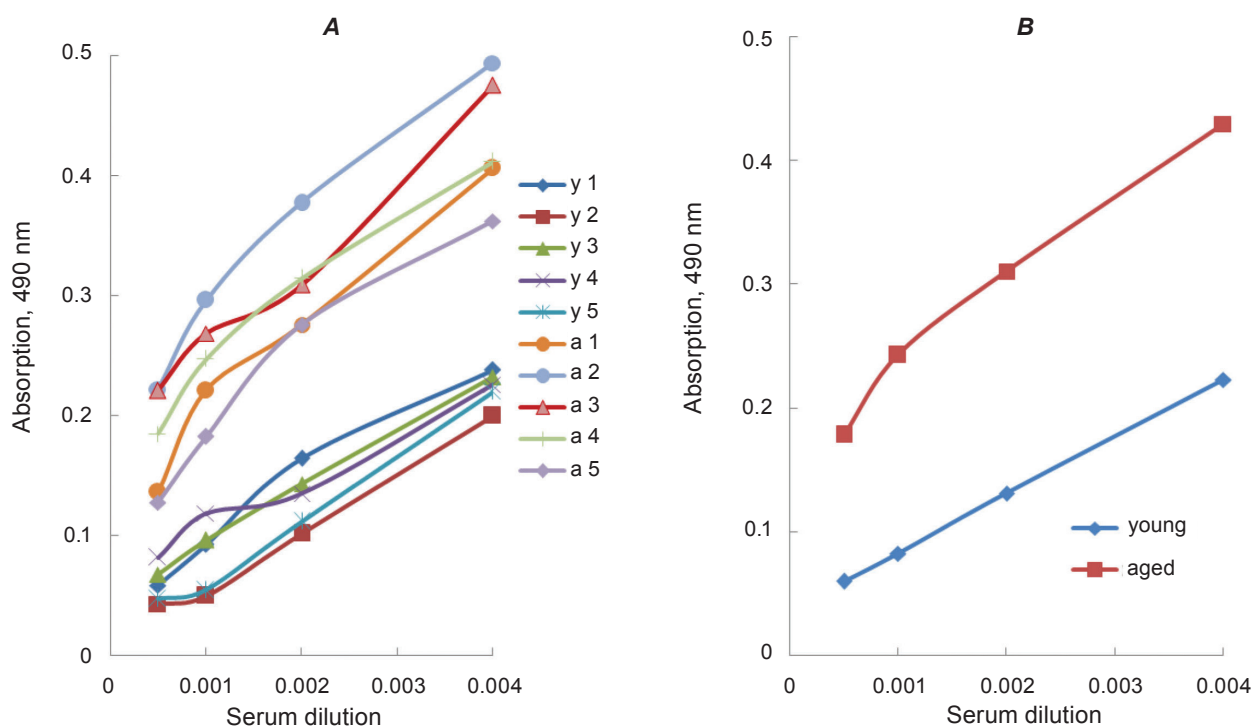 A
0.5
0.4
0.3
0.2
0.1
0
Absorption, 490 nm
0 0.001 0.002 0.003 0.004
Serum dilution
y 1
y 2
y 3
y 4
y 5
a 1
a 2
a 3
a 4
a 5
B
0.5
0.4
0.3
0.2
0.1
0
Absorption, 490 nm
0 0.001 0.002 0.003 0.004
Serum dilution
young
aged